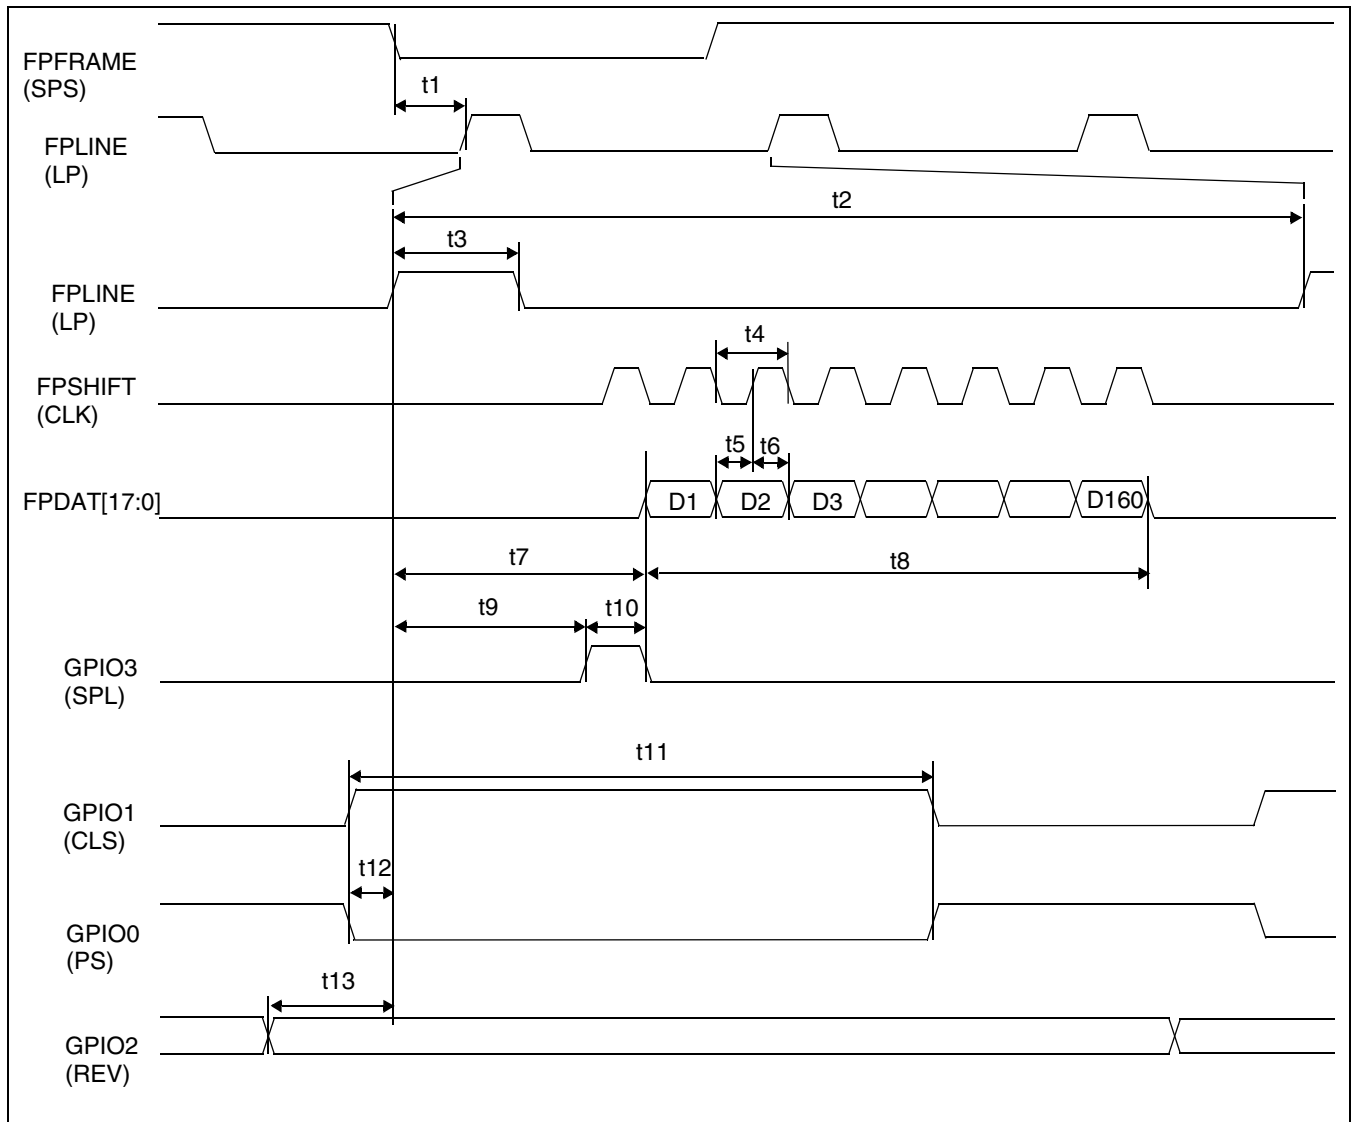 FPFRAME
(SPS)
t1
FPLINE
(LP)
t2
t3
FPLINE
(LP)
t4
FPSHIFT
(CLK)
t5 t6
FPDAT[17:0]
D1 D2 D3 D160
t7
t8
t9 t10
GPIO3
(SPL)
t11
GPIO1
(CLS)
t12
GPIO0
(PS)
t13
GPIO2
(REV)